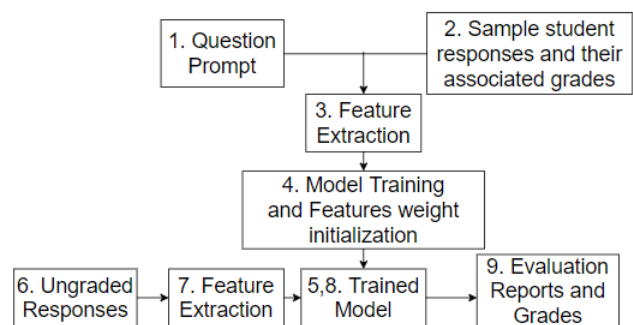 1. Question
Prompt
2. Sample student
responses and their
associated grades
3. Feature
Extraction
4. Model Training
and Features weight
initialization
6. Ungraded
Responses
7. Feature
Extraction
5,8. Trained
Model
9. Evaluation
Reports and
Grades